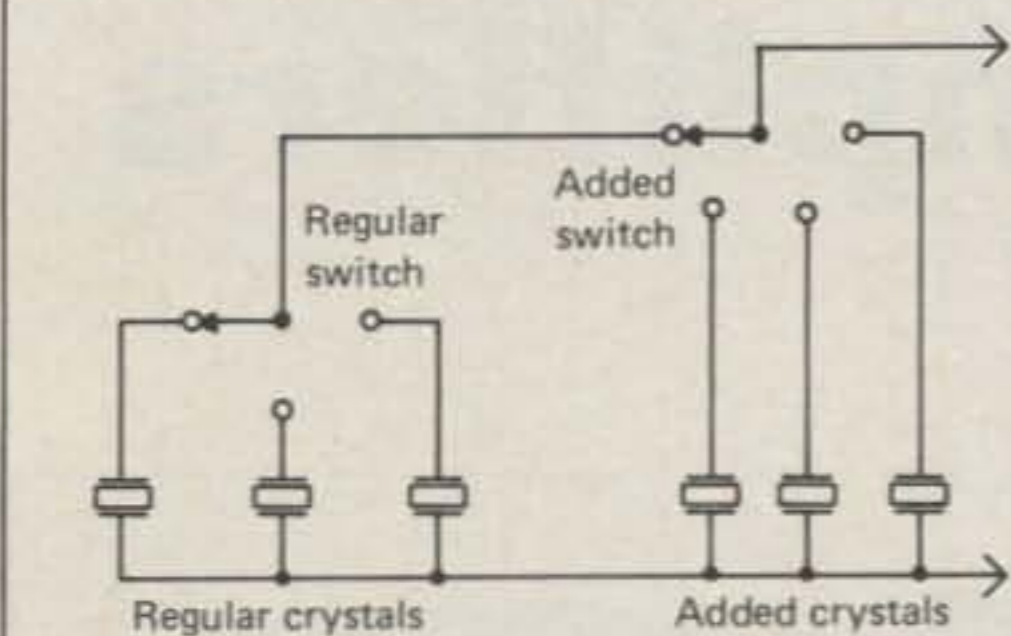 Added
switch
Regular
switch
Regular crystals
Added crystals